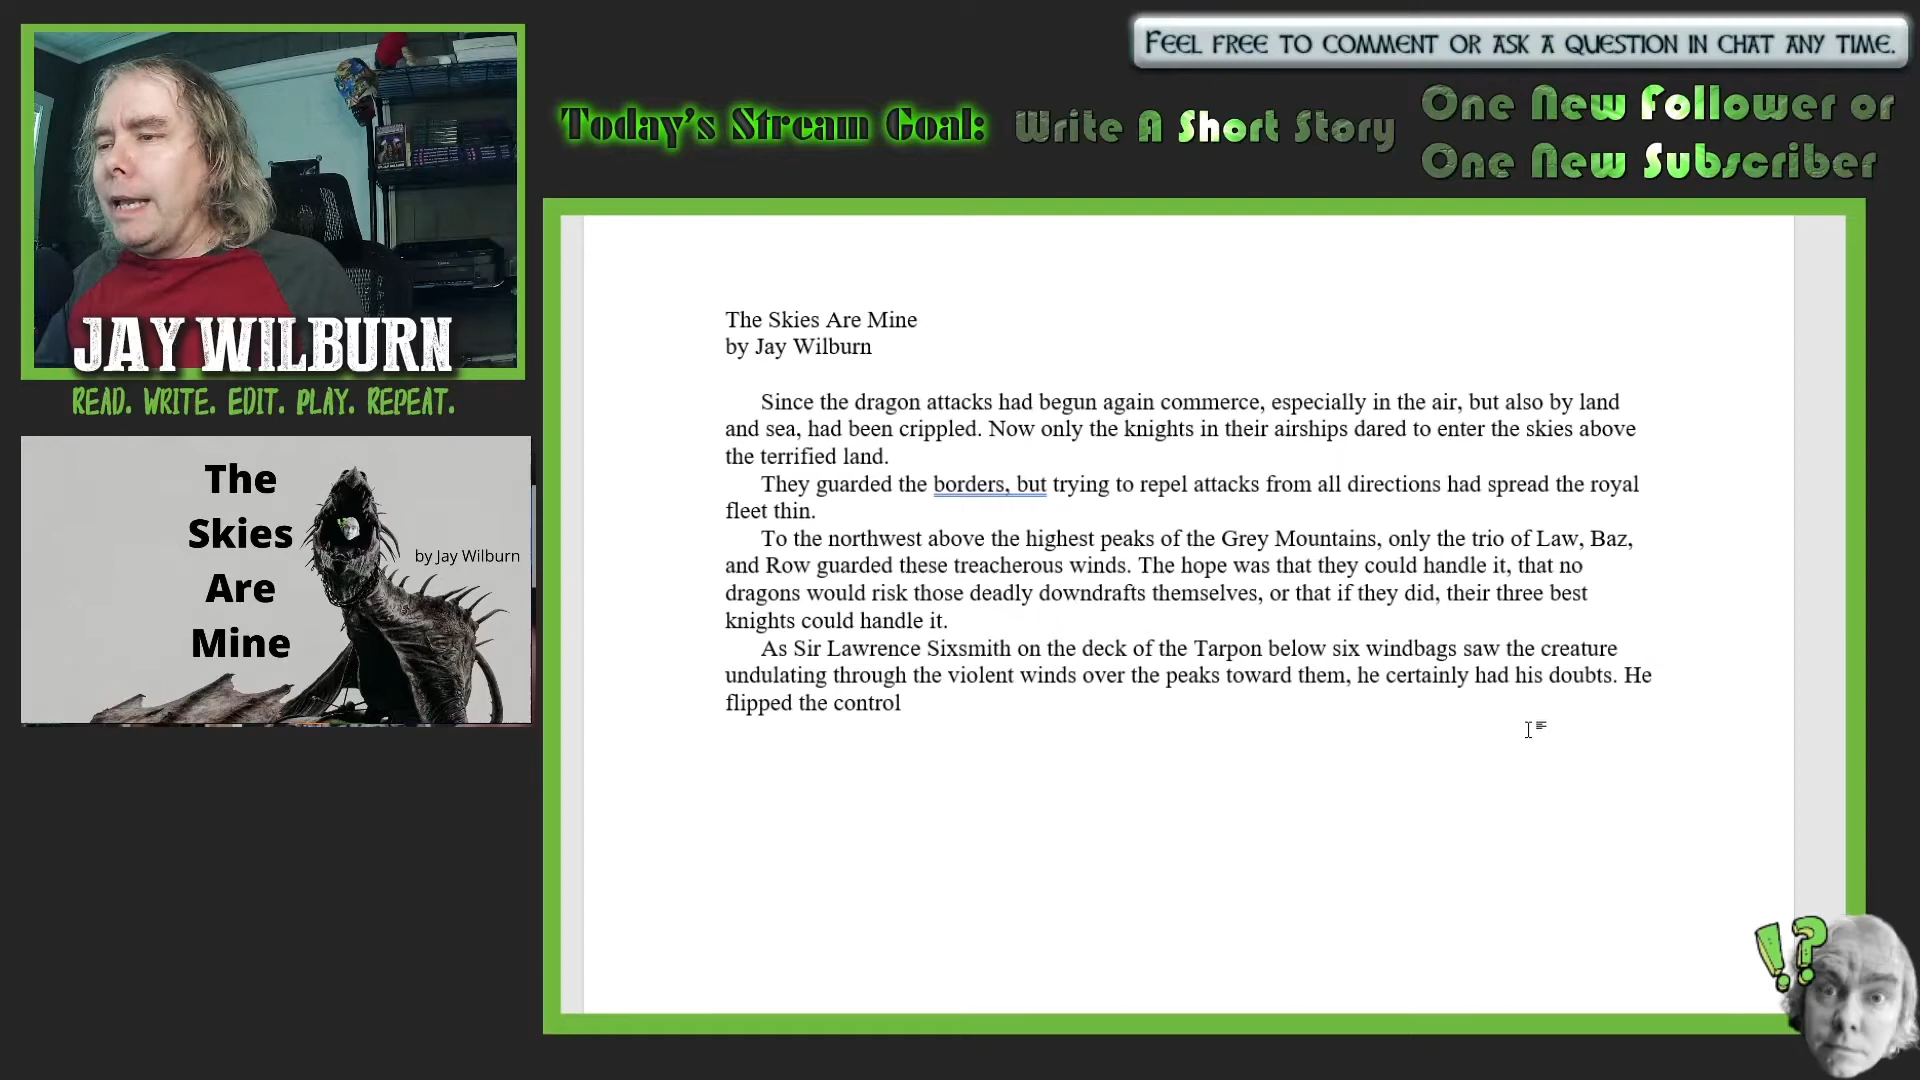 FEEL FREE TO COMMENT OR ASK A QUESTION IN CHAT ANY TIME.
Today's Stream Goal:
Write A Short Story
One New Follower or
One New Subscriber
JAY WILBURN
READ. WRITE. EDIT. PLAY. REPEAT.
The
Skies
Are
Mine
by Jay Wilburn
The Skies Are Mine
by Jay Wilburn
Since the dragon attacks had begun again commerce, especially in the air, but also by land
and sea, had been crippled. Now only the knights in their airships dared to enter the skies above
the terrified land.
They guarded the borders, but trying to repel attacks from all directions had spread the royal
fleet thin.
To the northwest above the highest peaks of the Grey Mountains, only the trio of Law, Baz,
and Row guarded these treacherous winds. The hope was that they could handle it, that no
dragons would risk those deadly downdrafts themselves, or that if they did, their three best
knights could handle it.
As Sir Lawrence Sixsmith on the deck of the Tarpon below six windbags saw the creature
undulating through the violent winds over the peaks toward them, he certainly had his doubts. He
flipped the control
!?